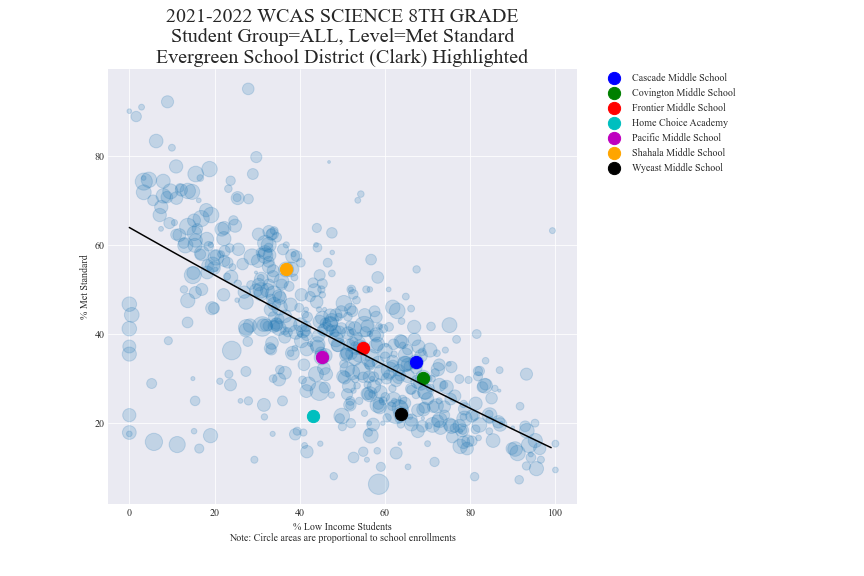 2021-2022 WCAS SCIENCE 8TH GRADE
Student Group=ALL, Level=Met Standard
Evergreen School District (Clark) Highlighted
Cascade Middle School
Covington Middle School
Frontier Middle School
Home Choice Academy
Pacific Middle School
Shahala Middle School
Wyeast Middle School
% Met Standard
80
60
40
20
0 20 40 60 80 100
% Low Income Students
Note: Circle areas are proportional to school enrollments